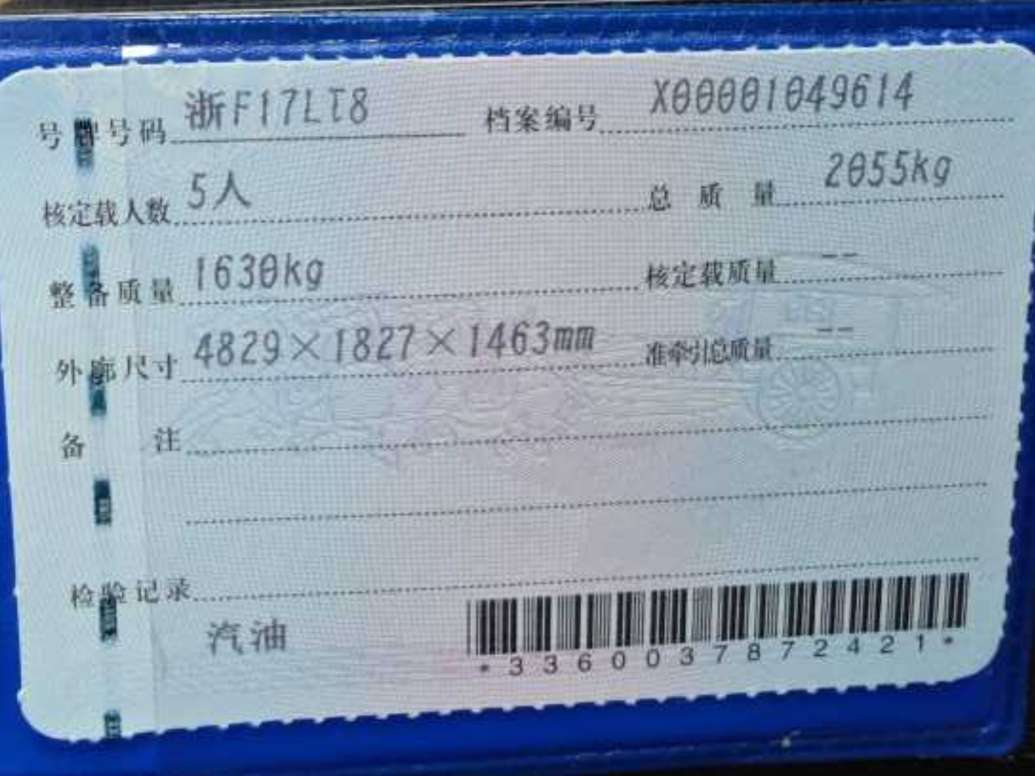 号牌号码 浙F17LT8 档案编号 X00001049614
核定载人数 5人 总质量 2055kg
整备质量 1630kg 核定载质量 --
外廓尺寸 4829×1827×1463mm 准牵引总质量 --
备注
检验记录
汽油
*3360037872421*